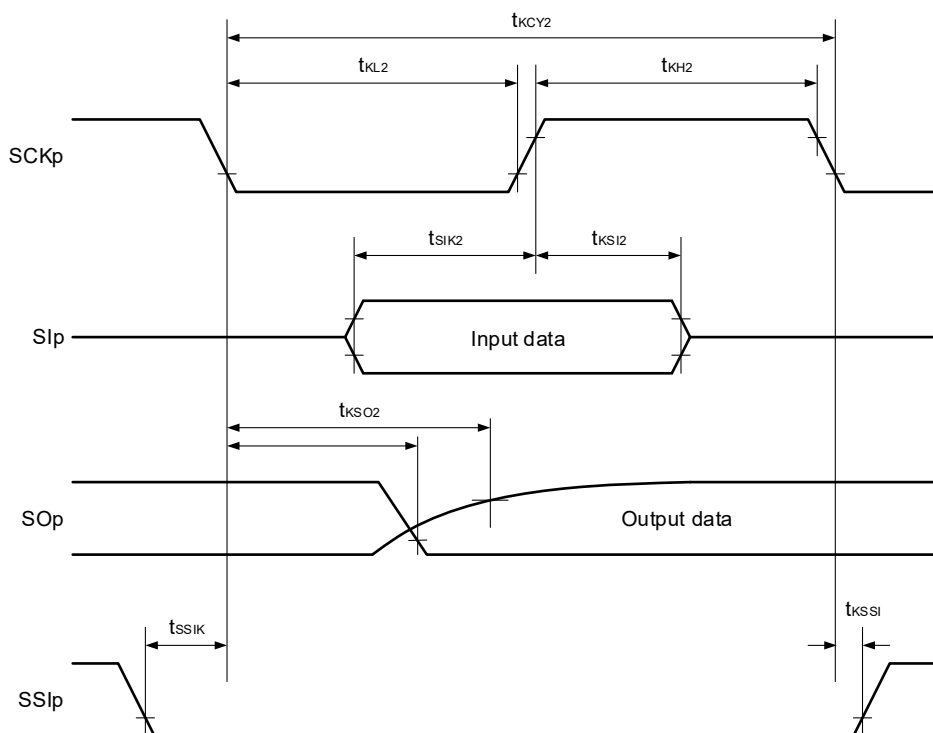 tKCY2
tKL2
tKH2
SCKp
tSIK2
tKSI2
SIp
Input data
tKSO2
SOp
Output data
tSSIK
tKSSI
SSIp